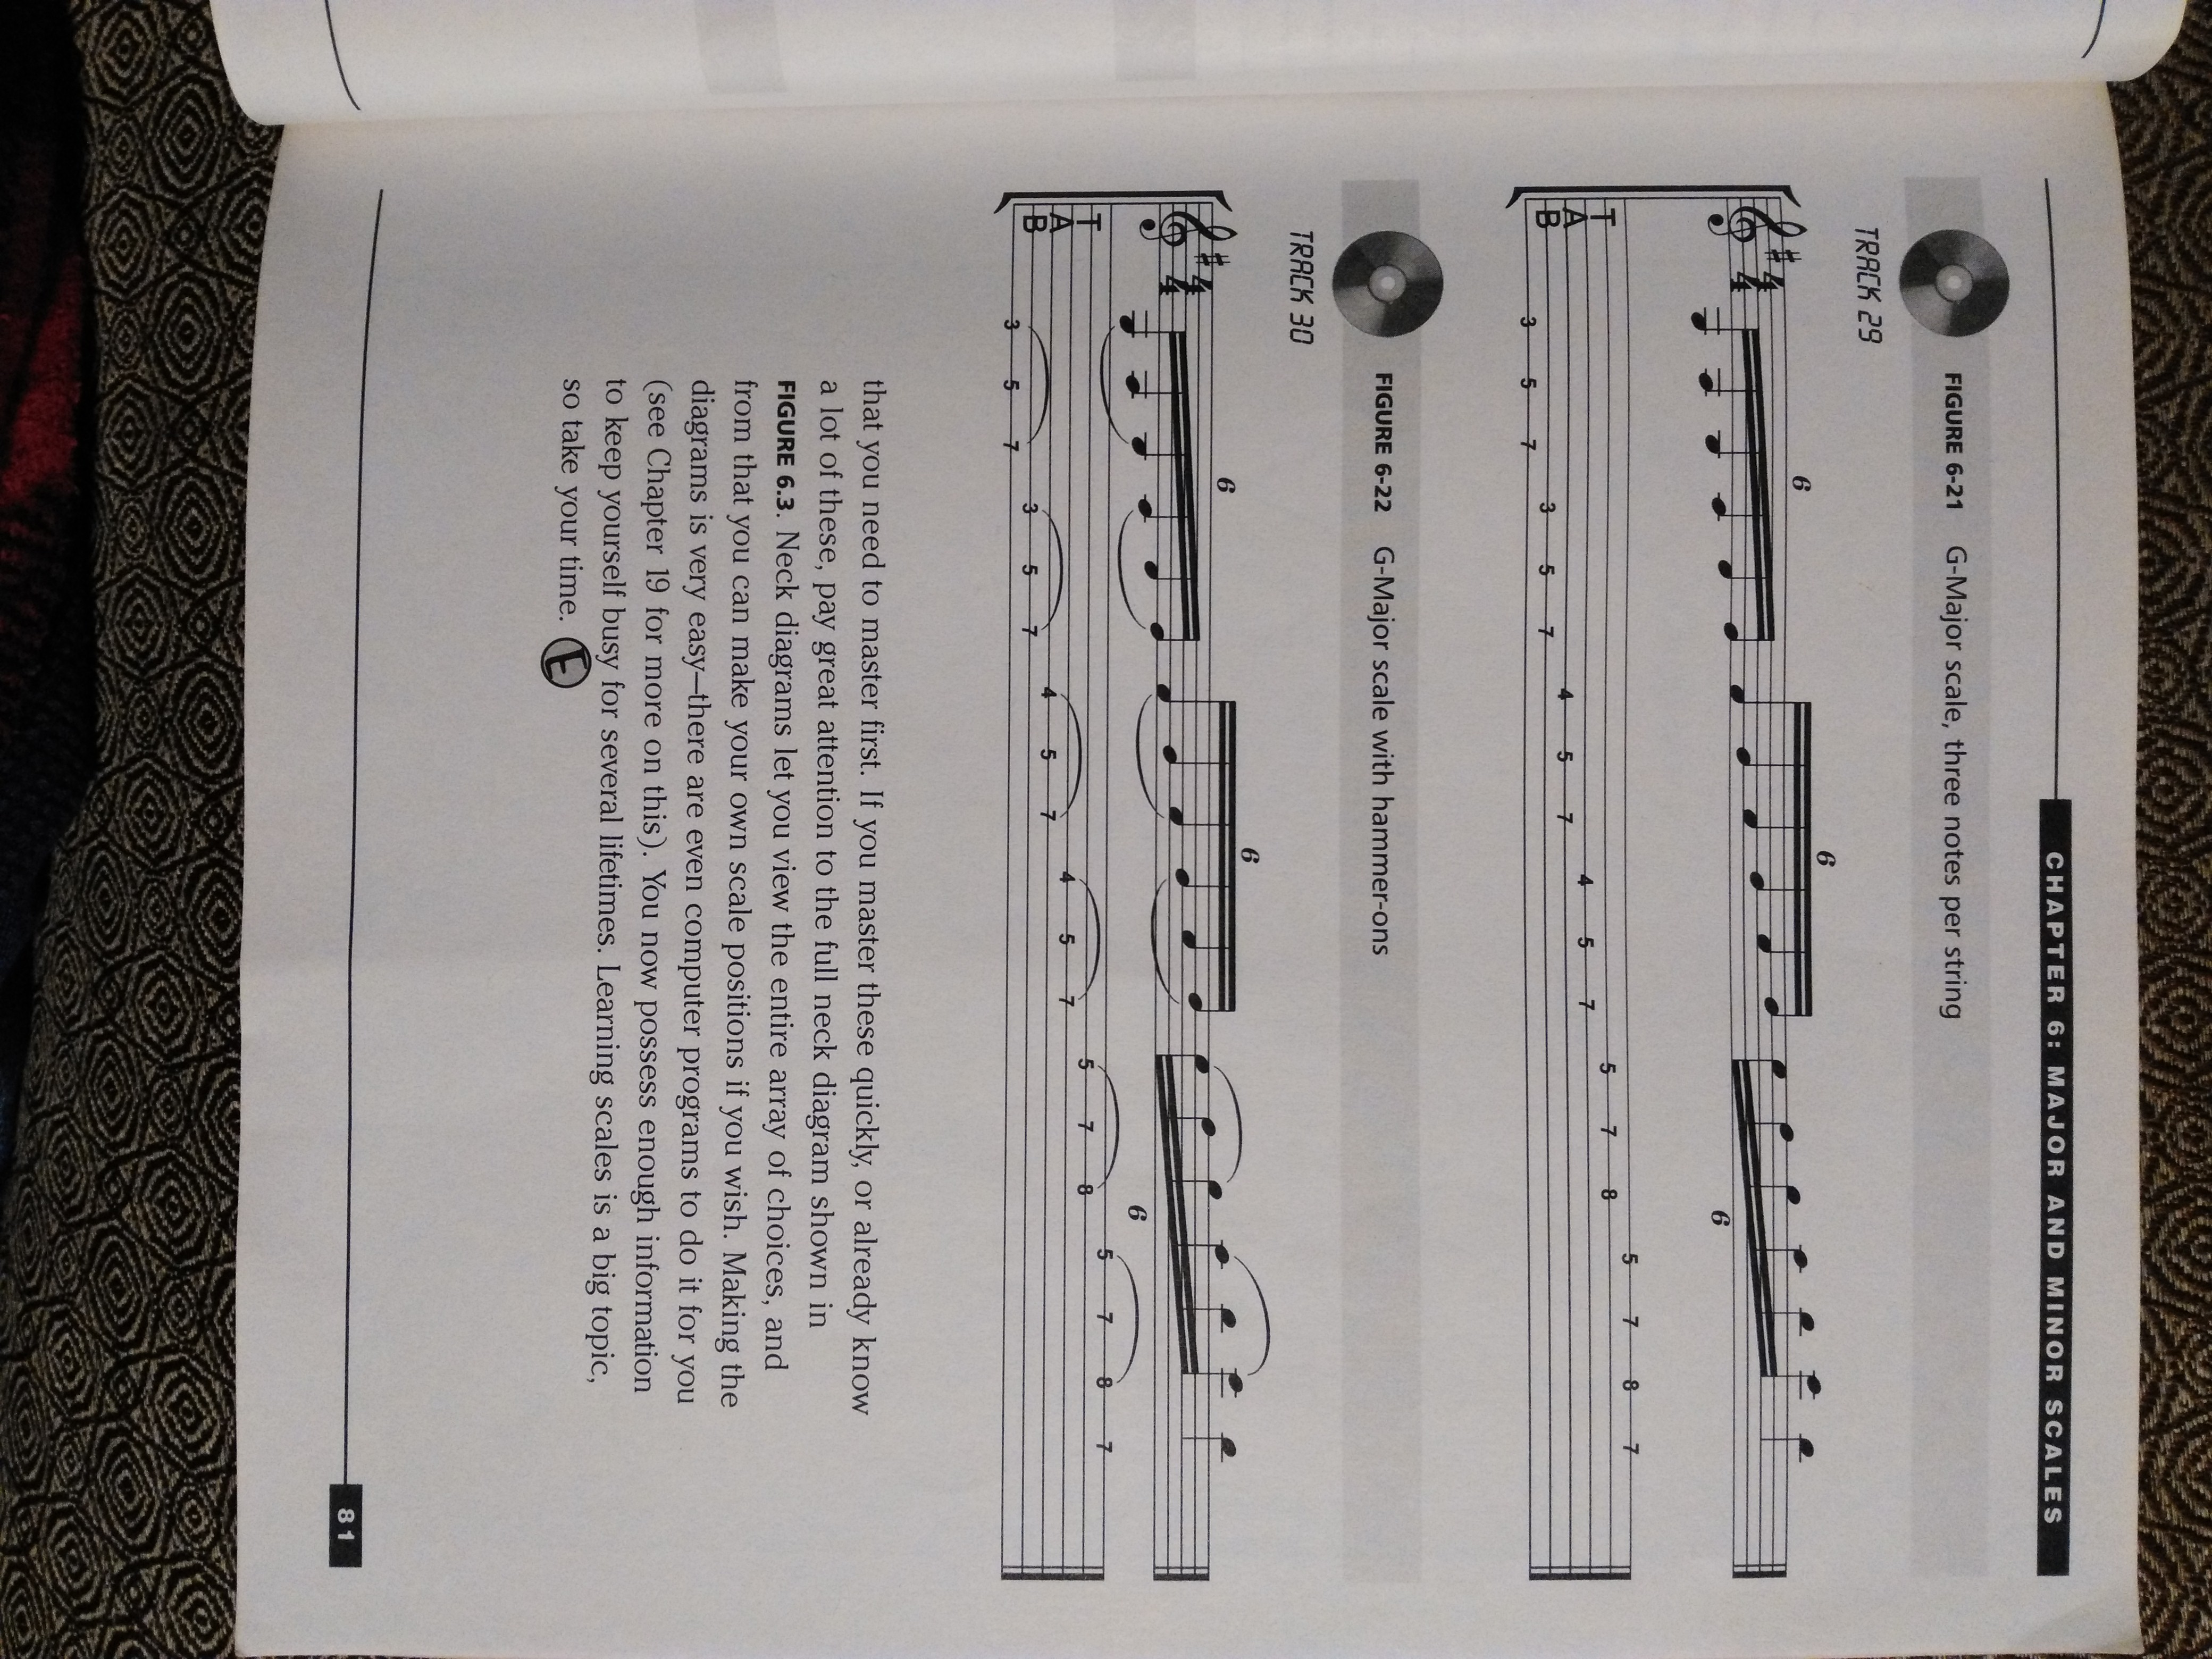 CHAPTER 6: MAJOR AND MINOR SCALES
FIGURE 6-21 G-Major scale, three notes per string
TRACK 29
6 6 6
4
4
T
A
B
3 5 7 3 5 7 4 5 7 4 5 7 5 7 8 5 7 8 7
FIGURE 6-22 G-Major scale with hammer-ons
TRACK 30
6 6 6
4
4
T
A
B
3 5 7 3 5 7 4 5 7 4 5 7 5 7 8 5 7 8 7
that you need to master first. If you master these quickly, or already know
a lot of these, pay great attention to the full neck diagram shown in
FIGURE 6.3. Neck diagrams let you view the entire array of choices, and
from that you can make your own scale positions if you wish. Making the
diagrams is very easy—there are even computer programs to do it for you
(see Chapter 19 for more on this). You now possess enough information
to keep yourself busy for several lifetimes. Learning scales is a big topic,
so take your time. E
81